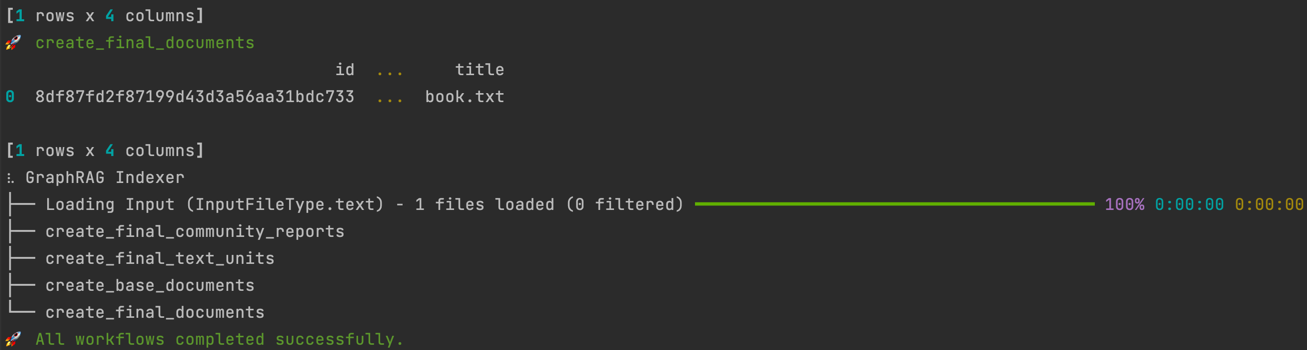 [1 rows x 4 columns]
🚀 create_final_documents
id ... title
0 8df87fd2f87199d43d3a56aa31bdc733 ... book.txt
[1 rows x 4 columns]
⠦ GraphRAG Indexer
├── Loading Input (InputFileType.text) - 1 files loaded (0 filtered) ━━━━━━━━━━━━━━━━━━━━━━━━━━━━━━━━━━━━━━━━ 100% 0:00:00 0:00:00
├── create_final_community_reports
├── create_final_text_units
├── create_base_documents
└── create_final_documents
🚀 All workflows completed successfully.